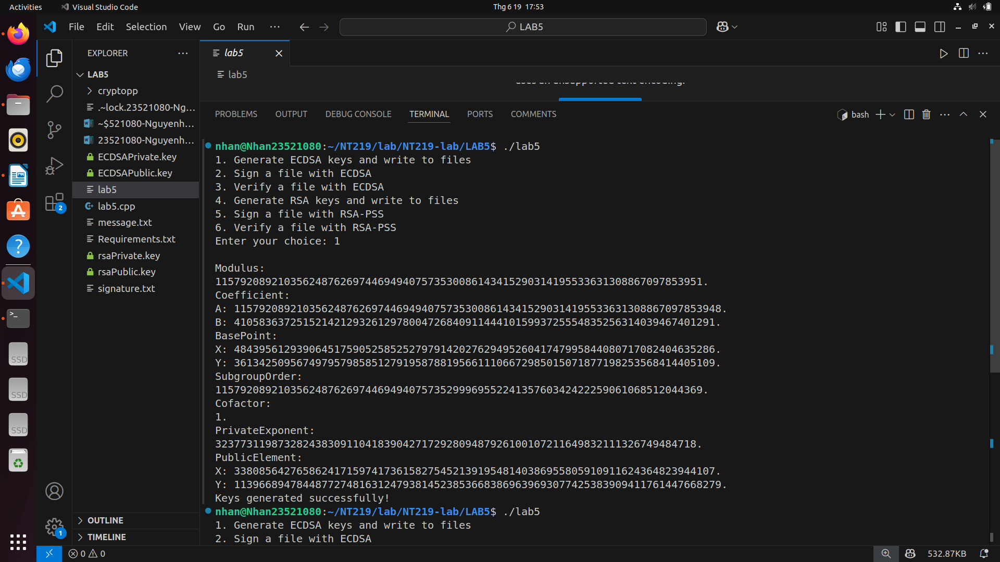 Activities
Visual Studio Code
Thg 6 19 17:53
File Edit Selection View Go Run ···
LAB5
EXPLORER
LAB5
cryptopp
.~lock.23521080-Ng...
~$521080-Nguyenh...
23521080-Nguyenh...
ECDSAPrivate.key
ECDSAPublic.key
lab5
lab5.cpp
message.txt
Requirements.txt
rsaPrivate.key
rsaPublic.key
signature.txt
OUTLINE
TIMELINE
2
1
SSD
SSD
SSD
lab5
lab5
uses an unsupported text encoding.
PROBLEMS OUTPUT DEBUG CONSOLE TERMINAL PORTS COMMENTS
bash
nhan@Nhan23521080:~/NT219/lab/NT219-lab/LAB5$ ./lab5
1. Generate ECDSA keys and write to files
2. Sign a file with ECDSA
3. Verify a file with ECDSA
4. Generate RSA keys and write to files
5. Sign a file with RSA-PSS
6. Verify a file with RSA-PSS
Enter your choice: 1
Modulus:
115792089210356248762697446949407573530086143415290314195533631308867097853951.
Coefficient:
A: 115792089210356248762697446949407573530086143415290314195533631308867097853948.
B: 41058363725152142129326129780047268409114441015993725554835256314039467401291.
BasePoint:
X: 48439561293906451759052585252797914202762949526041747995844080717082404635286.
Y: 36134250956749795798585127919587881956611106672985015071877198253568414405109.
SubgroupOrder:
115792089210356248762697446949407573529996955224135760342422259061068512044369.
Cofactor:
1.
PrivateExponent:
32377311987328243830911041839042717292809487926100107211649832111326749484718.
PublicElement:
X: 33808564276586241715974173615827545213919548140386955805910911624364823944107.
Y: 113966894784487727481631247938145238536683869639693077425383909411761447668279.
Keys generated successfully!
nhan@Nhan23521080:~/NT219/lab/NT219-lab/LAB5$ ./lab5
1. Generate ECDSA keys and write to files
2. Sign a file with ECDSA
0 0
532.87KB